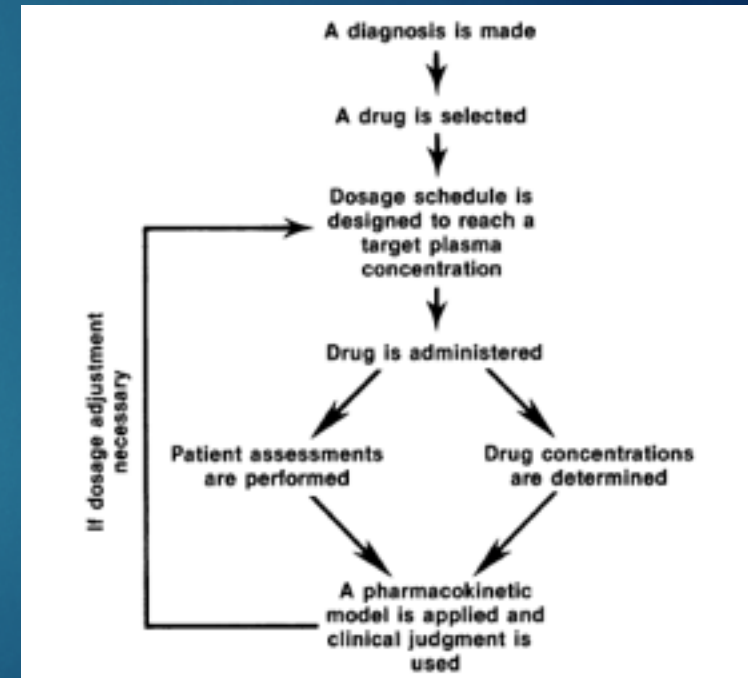 A diagnosis is made
A drug is selected
Dosage schedule is
designed to reach a
target plasma
concentration
Drug is administered
If dosage adjustment
necessary
Patient assessments
are performed
Drug concentrations
are determined
A pharmacokinetic
model is applied and
clinical judgment is
used